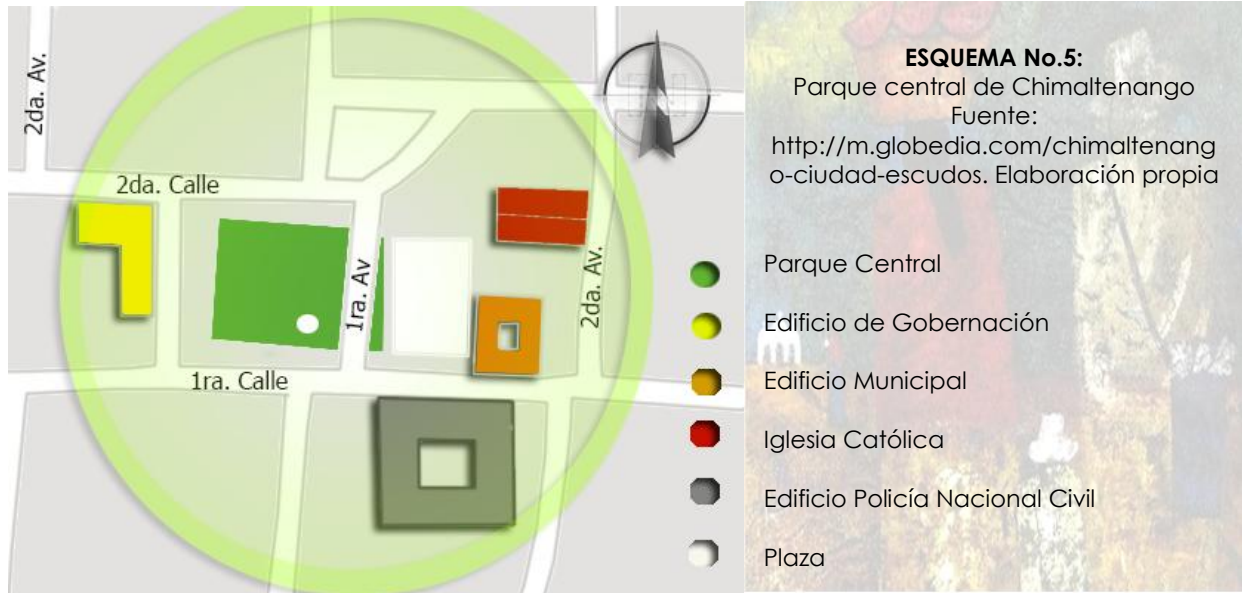 2da. Av.
2da. Calle
1ra. Av
2da. Av.
1ra. Calle
ESQUEMA No.5:
Parque central de Chimaltenango
Fuente:
http://m.globedia.com/chimaltenang
o-ciudad-escudos. Elaboración propia
Parque Central
Edificio de Gobernación
Edificio Municipal
Iglesia Católica
Edificio Policía Nacional Civil
Plaza